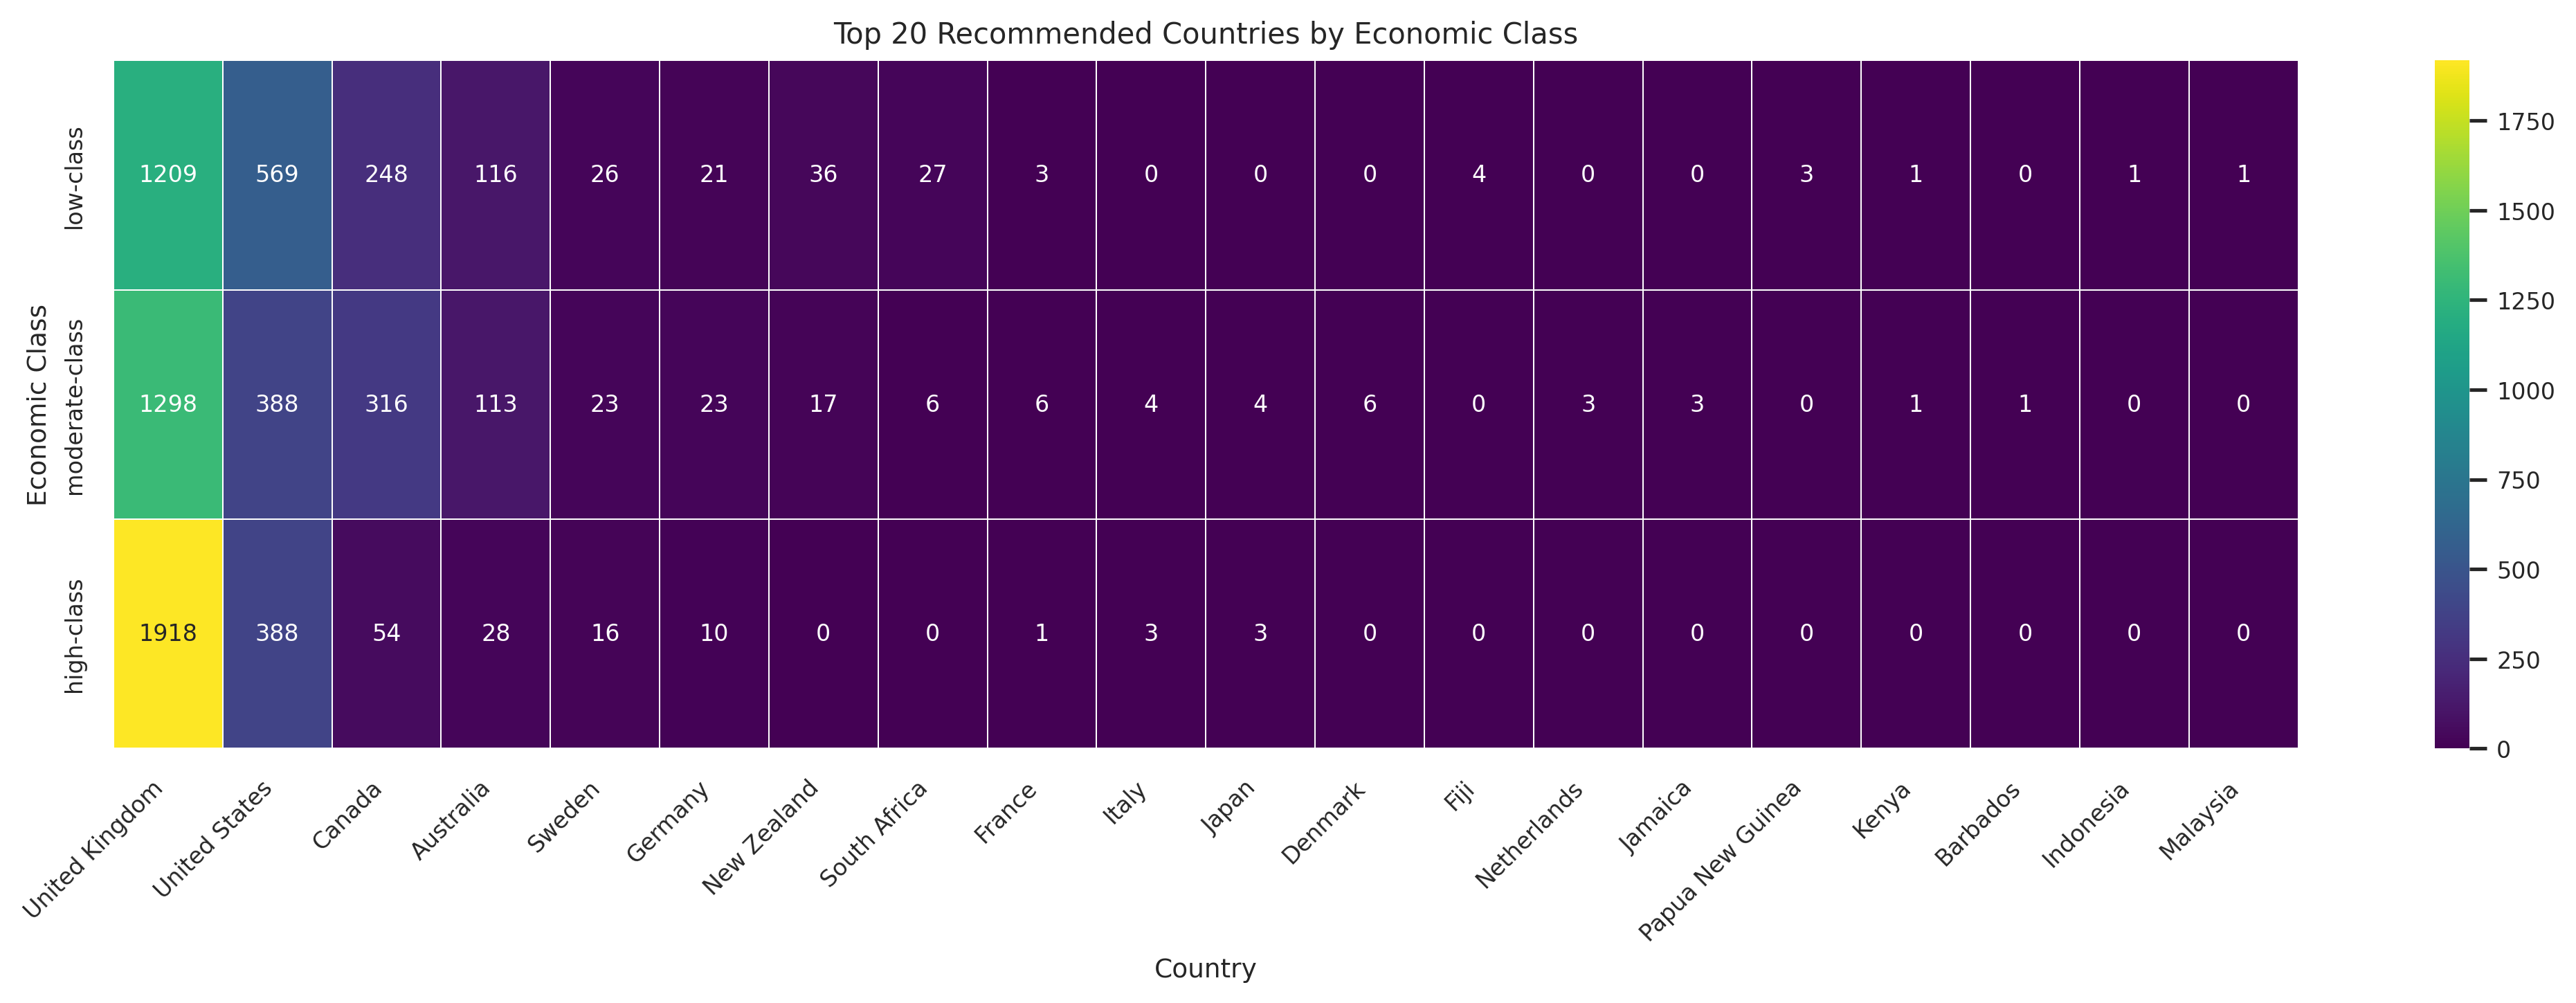 Top 20 Recommended Countries by Economic Class
Economic Class
low-class
1209 569 248 116 26 21 36 27 3 0 0 0 4 0 0 3 1 0 1 1
moderate-class
1298 388 316 113 23 23 17 6 6 4 4 6 0 3 3 0 1 1 0 0
high-class
1918 388 54 28 16 10 0 0 1 3 3 0 0 0 0 0 0 0 0 0
United Kingdom
United States
Canada
Australia
Sweden
Germany
New Zealand
South Africa
France
Italy
Japan
Denmark
Fiji
Netherlands
Jamaica
Papua New Guinea
Kenya
Barbados
Indonesia
Malaysia
Country
1750
1500
1250
1000
750
500
250
0